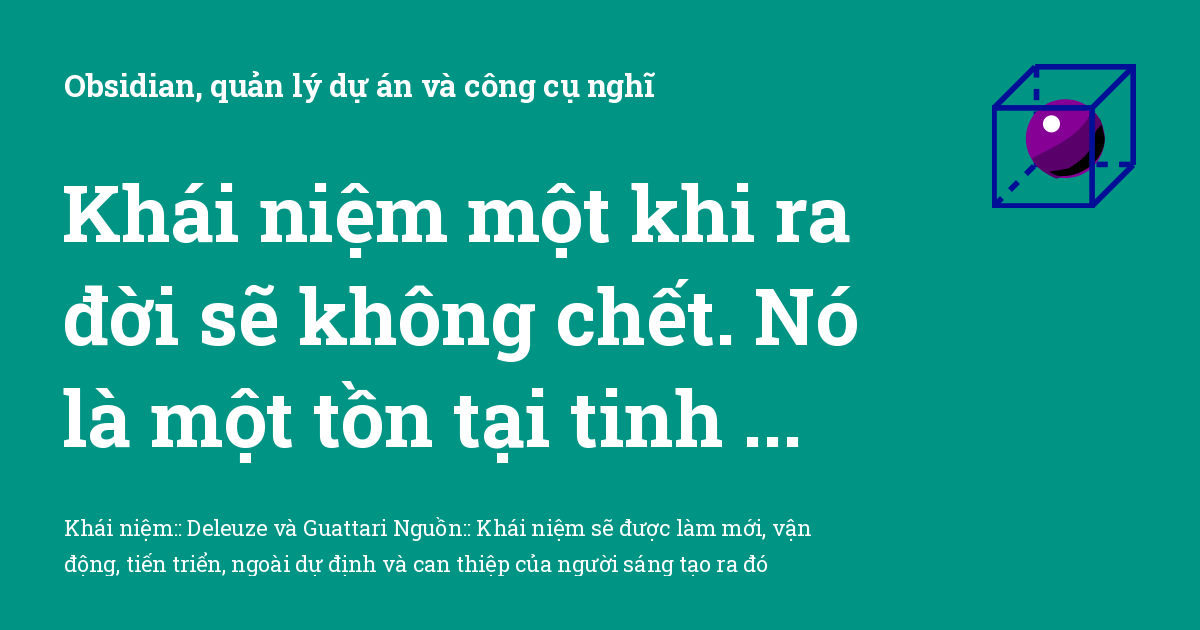 Obsidian, quản lý dự án và công cụ nghĩ
Khái niệm một khi ra
đời sẽ không chết. Nó
là một tồn tại tinh ...
Khái niệm:: Deleuze và Guattari Nguồn:: Khái niệm sẽ được làm mới, vận
động, tiến triển, ngoài dự định và can thiệp của người sáng tạo ra đó